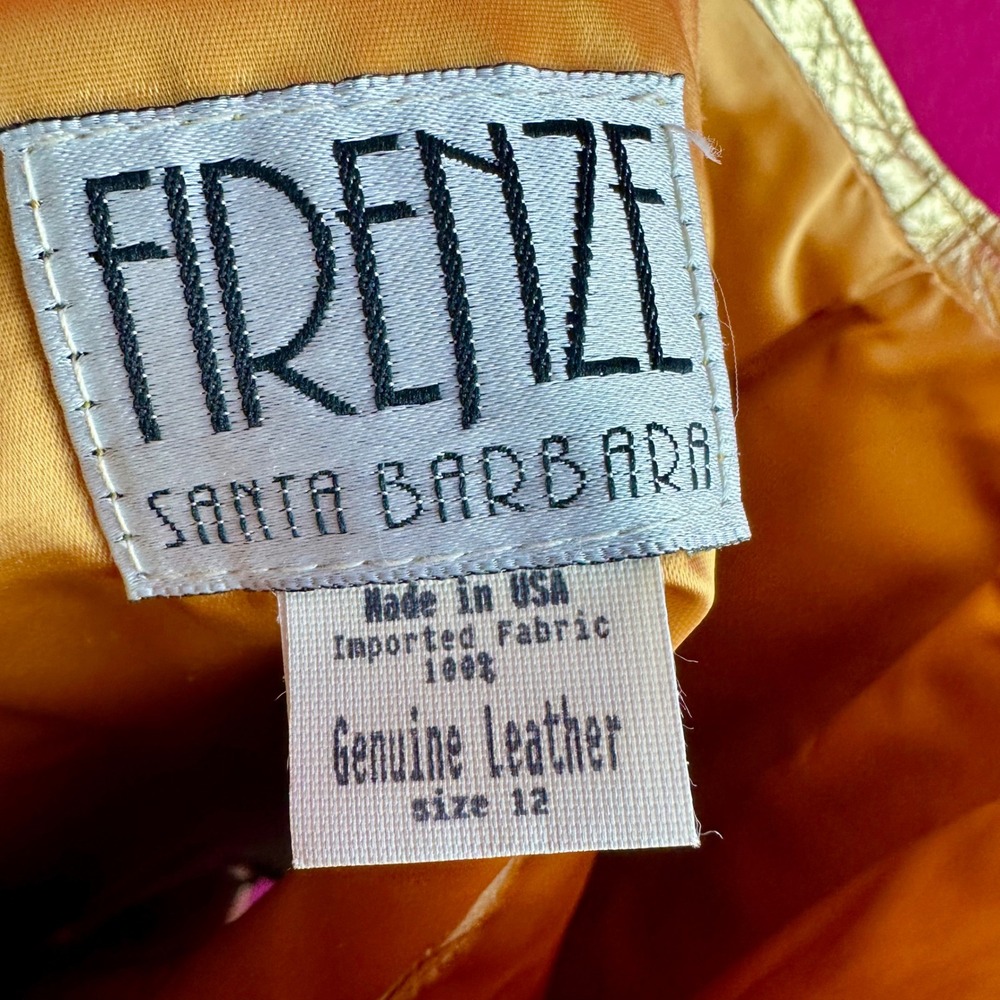 FIRENZE
SANTA BARBARA
Made in USA
Imported Fabric
100%
Genuine Leather
size 12